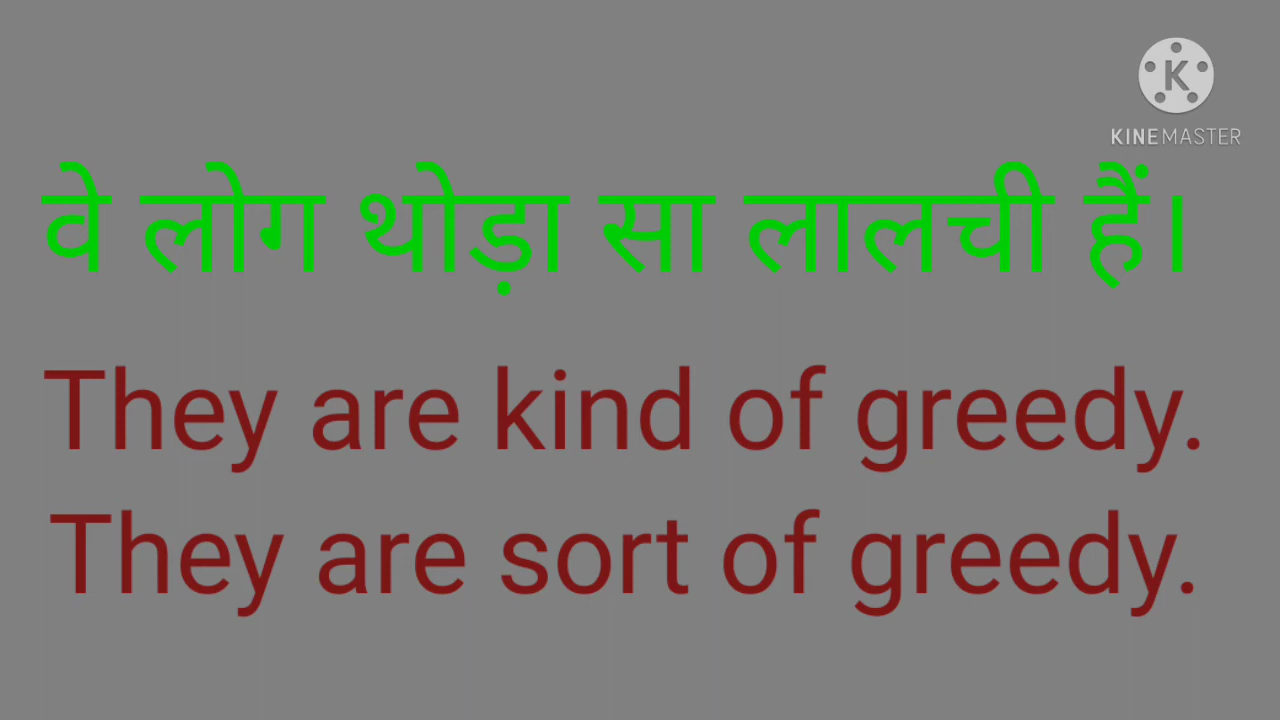 KINEMASTER
वे लोग थोड़ा सा लालची हैं।
They are kind of greedy.
They are sort of greedy.